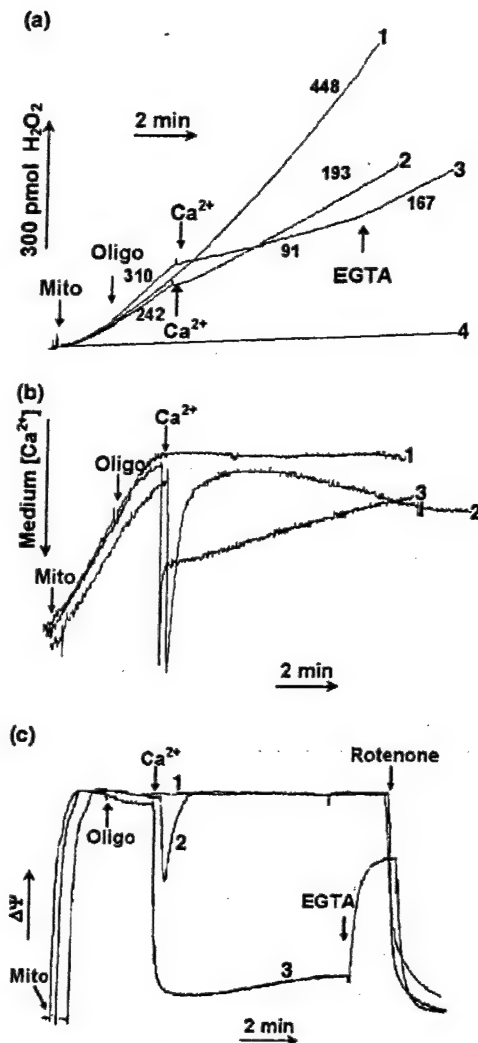 (a)
1
448
2 min
300 pmol H₂O₂
193
2
3
Ca²⁺
167
Oligo
91
310
EGTA
Mito
242
Ca²⁺
4
(b)
Ca²⁺
Medium [Ca²⁺]
Oligo
1
3
2
Mito
2 min
(c)
Ca²⁺
Rotenone
1
Oligo
2
ΔΨ
EGTA
3
Mito
2 min